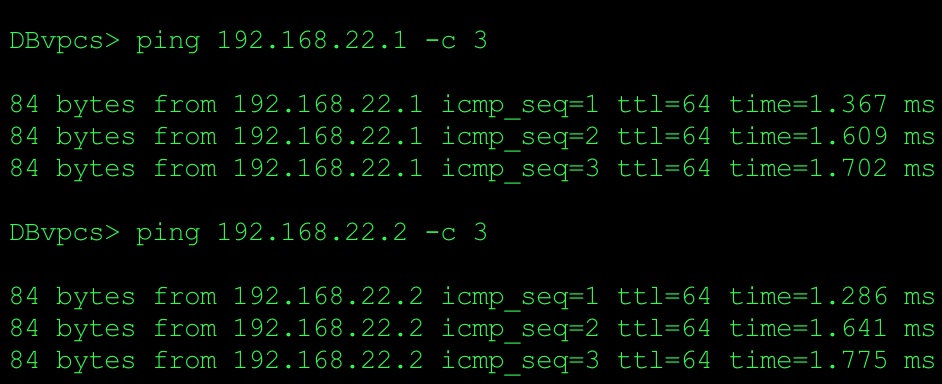 DBvpcs> ping 192.168.22.1 -c 3
84 bytes from 192.168.22.1 icmp_seq=1 ttl=64 time=1.367 ms
84 bytes from 192.168.22.1 icmp_seq=2 ttl=64 time=1.609 ms
84 bytes from 192.168.22.1 icmp_seq=3 ttl=64 time=1.702 ms
DBvpcs> ping 192.168.22.2 -c 3
84 bytes from 192.168.22.2 icmp_seq=1 ttl=64 time=1.286 ms
84 bytes from 192.168.22.2 icmp_seq=2 ttl=64 time=1.641 ms
84 bytes from 192.168.22.2 icmp_seq=3 ttl=64 time=1.775 ms